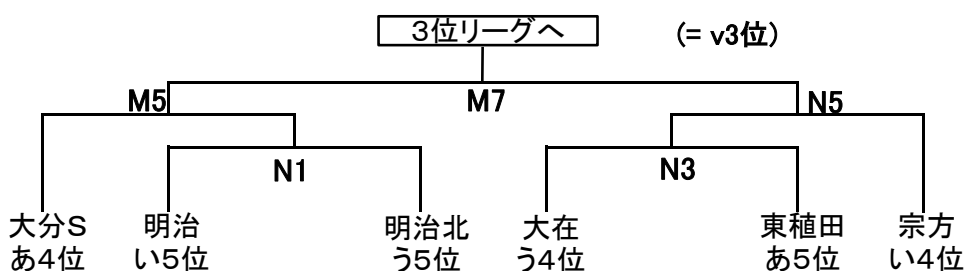 ３位リーグへ (= v3位)
M5 M7 N5
N1 N3
大分Ｓ 明治 明治北 大在 東稙田 宗方
あ４位 い５位 う５位 う４位 あ５位 い４位